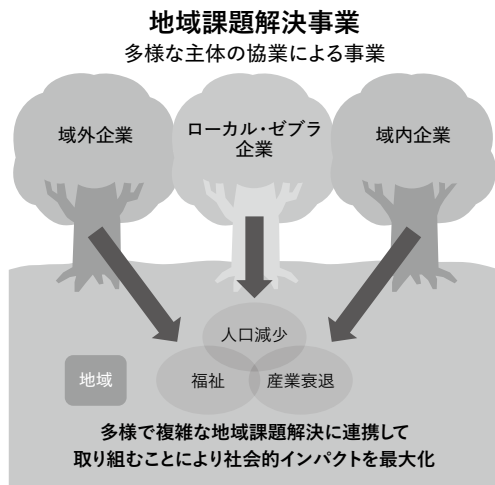 地域課題解決事業
多様な主体の協業による事業
域外企業
ローカル・ゼブラ
企業
域内企業
人口減少
地域
福祉
産業衰退
多様で複雑な地域課題解決に連携して
取り組むことにより社会的インパクトを最大化